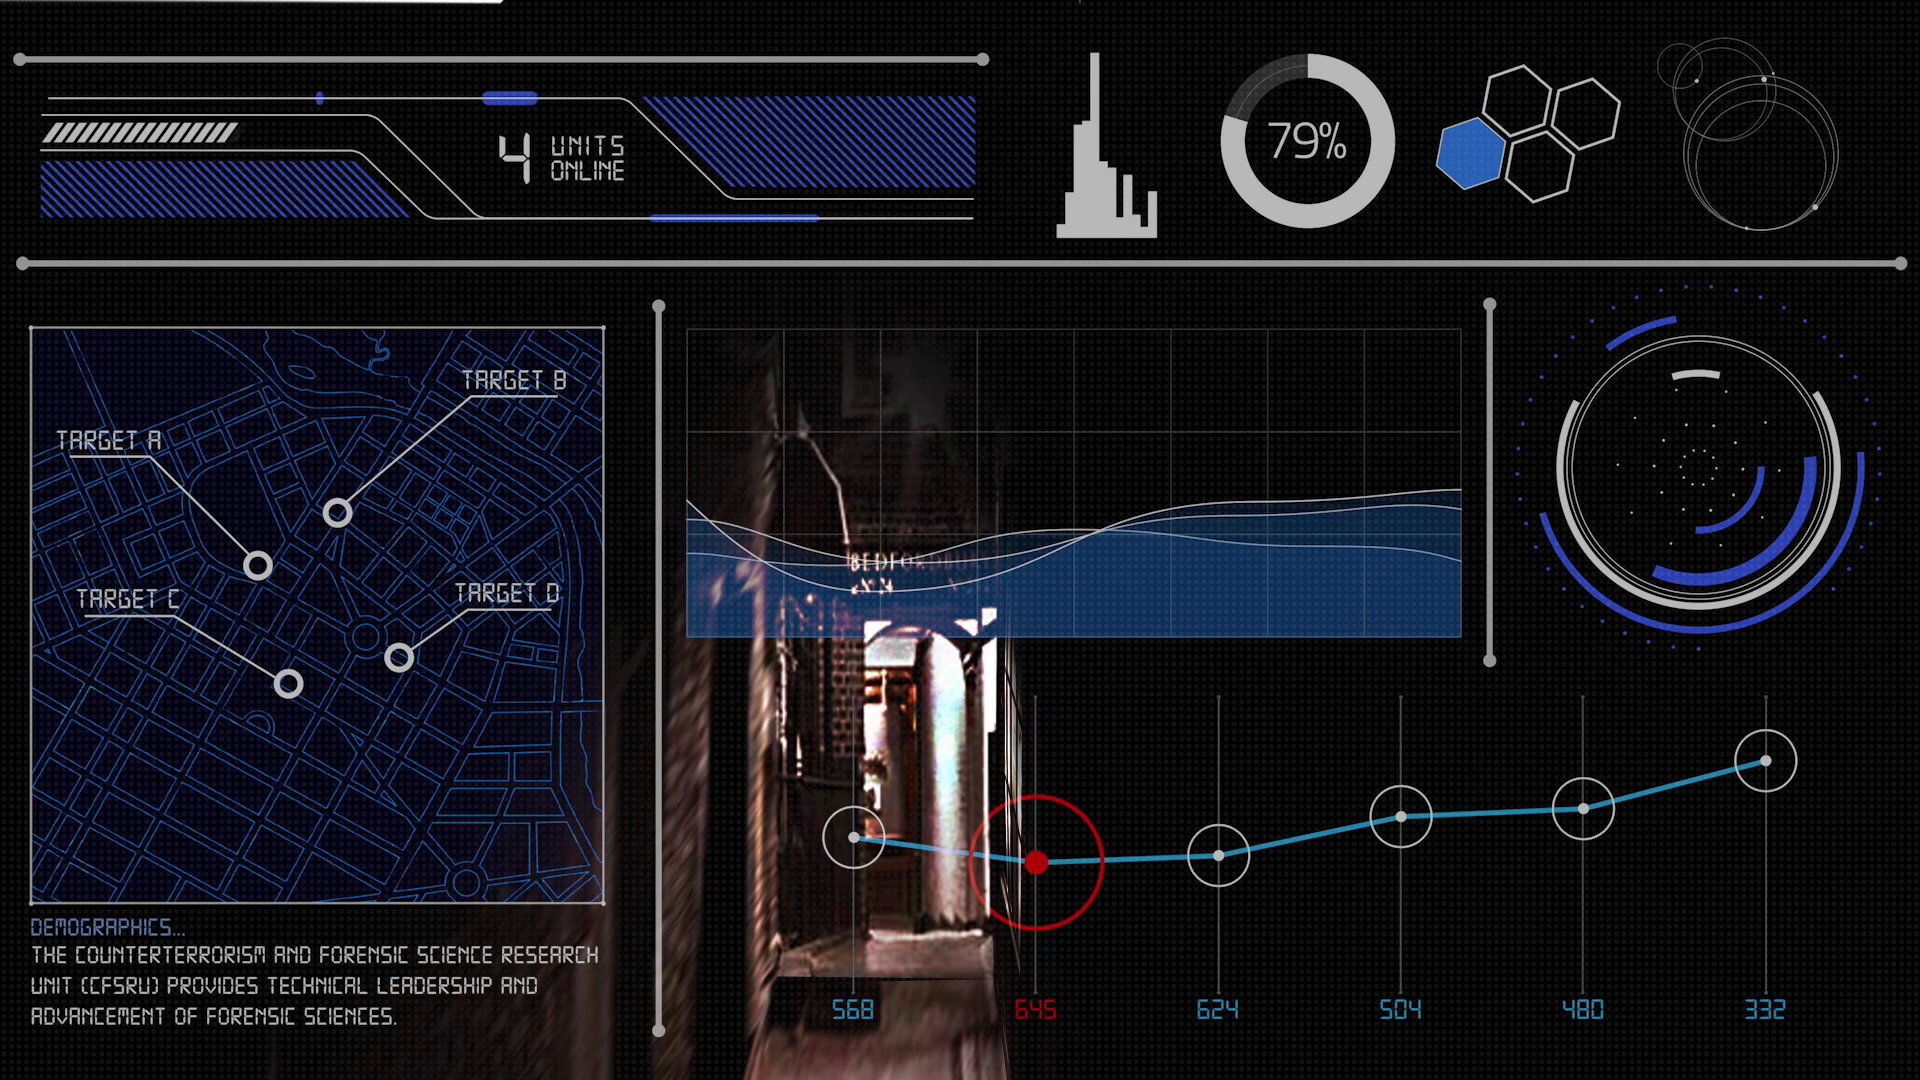 4 UNITS
ONLINE
79%
TARGET B
TARGET A
TARGET D
TARGET C
DEMOGRAPHICS...
THE COUNTERTERRORISM AND FORENSIC SCIENCE RESEARCH
UNIT (CFSRU) PROVIDES TECHNICAL LEADERSHIP AND
ADVANCEMENT OF FORENSIC SCIENCES.
568
645
624
504
480
332